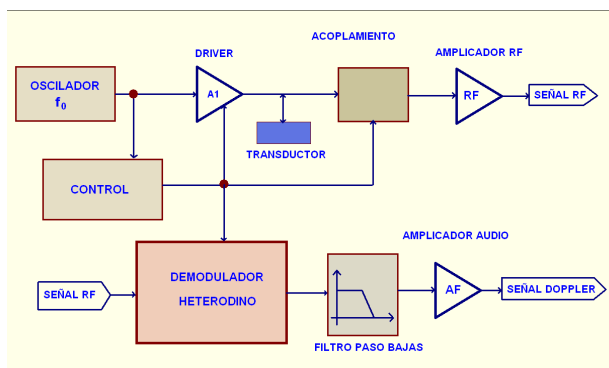 ACOPLAMIENTO
DRIVER
AMPLICADOR RF
OSCILADOR
f0
A1
RF
SEÑAL RF
TRANSDUCTOR
CONTROL
AMPLICADOR AUDIO
DEMODULADOR
HETERODINO
SEÑAL RF
AF
SEÑAL DOPPLER
FILTRO PASO BAJAS